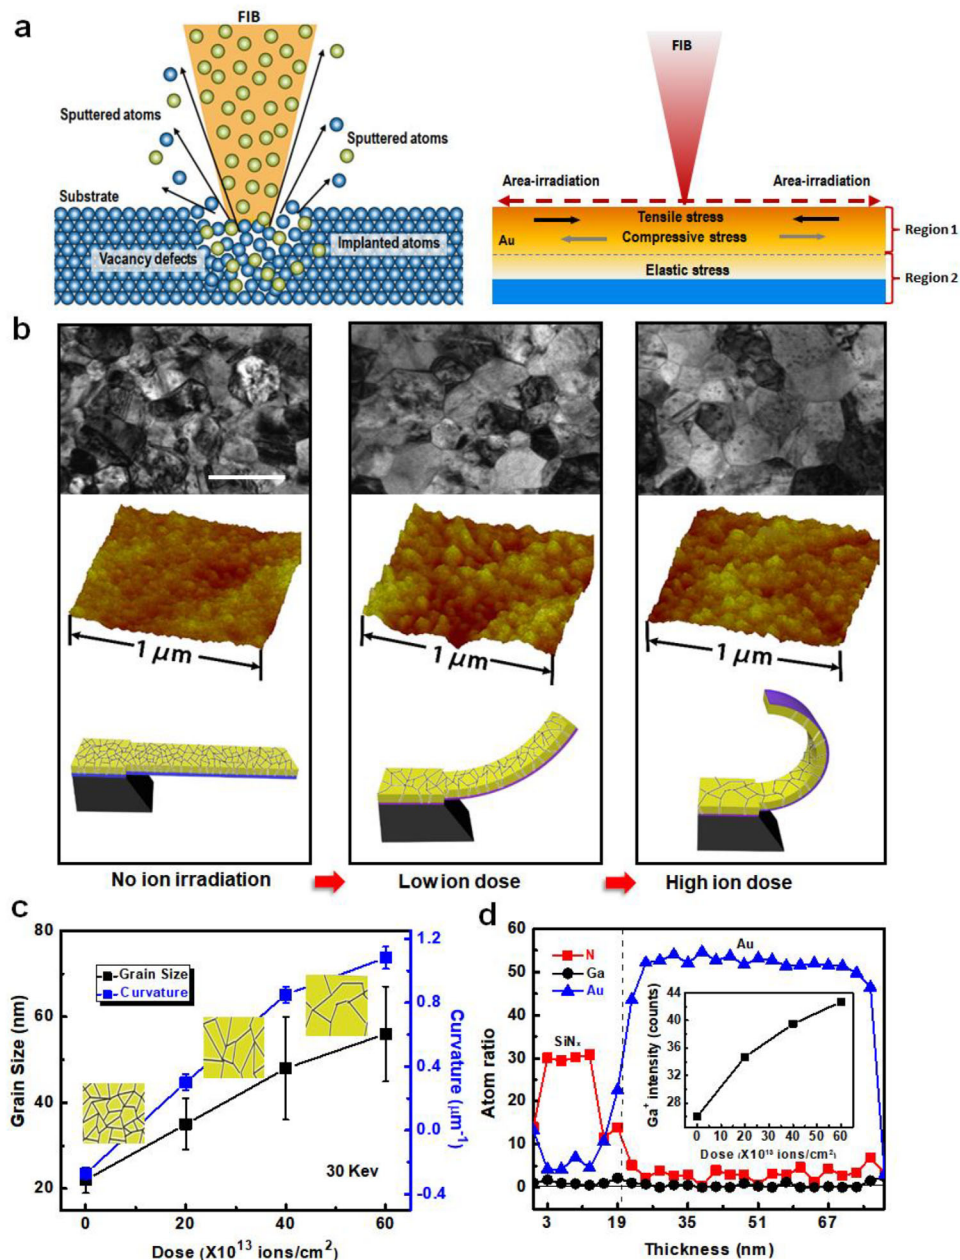 a
FIB
Sputtered atoms
Sputtered atoms
Substrate
Vacancy defects
Implanted atoms
FIB
Area-irradiation
Area-irradiation
Tensile stress
Au
Compressive stress
Elastic stress
Region 1
Region 2
b
1 μm
1 μm
1 μm
No ion irradiation
Low ion dose
High ion dose
c
80
60
40
20
Grain Size (nm)
Grain Size
Curvature
1.2
0.8
0.4
0.0
-0.4
Curvature (μm⁻¹)
30 Kev
0
20
40
60
Dose (X10¹³ ions/cm²)
d
60
50
40
30
20
10
0
Atom ratio
N
Ga
Au
SiNₓ
Au
44
40
36
32
28
Ga⁺ intensity (counts)
0
20
40
60
Dose (X10¹³ ions/cm²)
3
19
35
51
67
Thickness (nm)